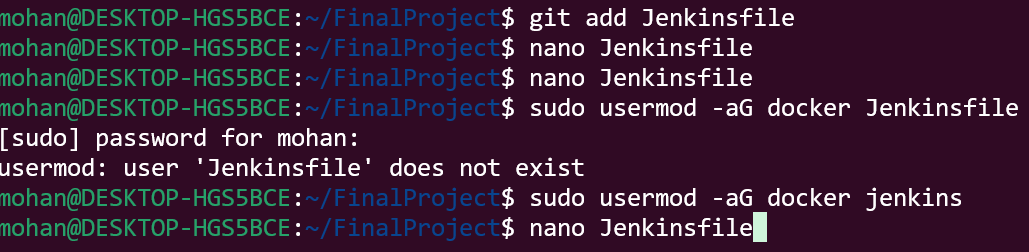 mohan@DESKTOP-HGS5BCE:~/FinalProject$ git add Jenkinsfile
mohan@DESKTOP-HGS5BCE:~/FinalProject$ nano Jenkinsfile
mohan@DESKTOP-HGS5BCE:~/FinalProject$ nano Jenkinsfile
mohan@DESKTOP-HGS5BCE:~/FinalProject$ sudo usermod -aG docker Jenkinsfile
[sudo] password for mohan:
usermod: user 'Jenkinsfile' does not exist
mohan@DESKTOP-HGS5BCE:~/FinalProject$ sudo usermod -aG docker jenkins
mohan@DESKTOP-HGS5BCE:~/FinalProject$ nano Jenkinsfile